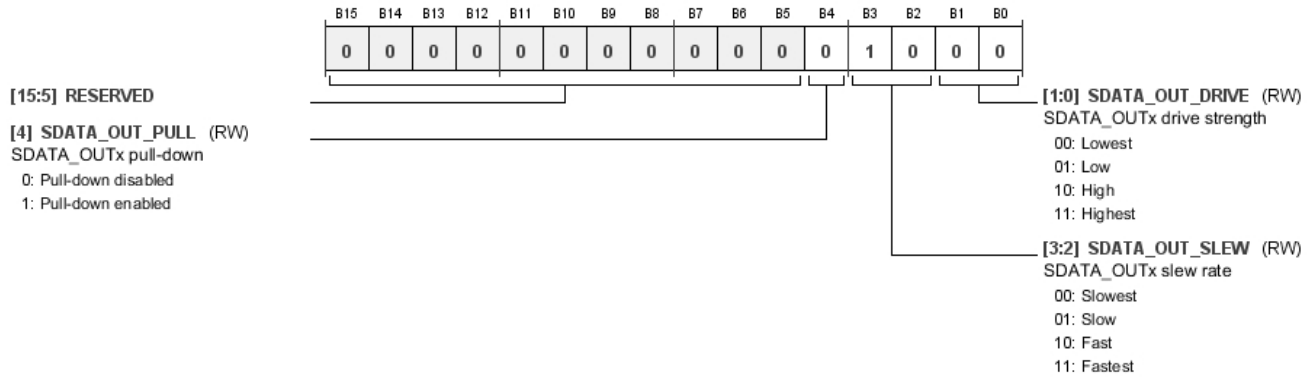 B15 B14 B13 B12 B11 B10 B9 B8 B7 B6 B5 B4 B3 B2 B1 B0
0 0 0 0 0 0 0 0 0 0 0 0 1 0 0 0
[15:5] RESERVED
[4] SDATA_OUT_PULL (RW)
SDATA_OUTx pull-down
0: Pull-down disabled
1: Pull-down enabled
[1:0] SDATA_OUT_DRIVE (RW)
SDATA_OUTx drive strength
00: Lowest
01: Low
10: High
11: Highest
[3:2] SDATA_OUT_SLEW (RW)
SDATA_OUTx slew rate
00: Slowest
01: Slow
10: Fast
11: Fastest